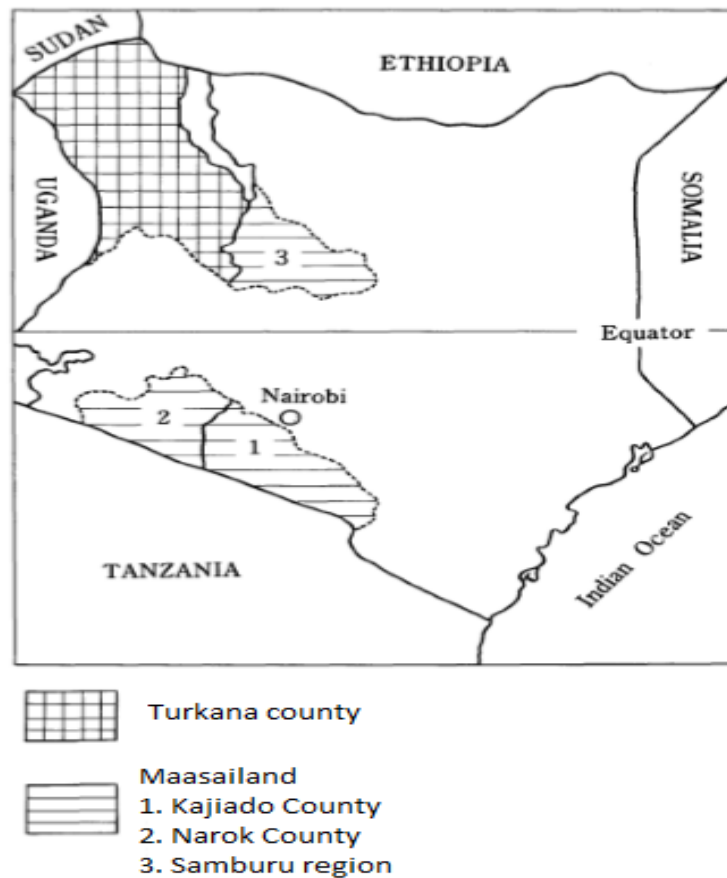 SUDAN
ETHIOPIA
UGANDA
SOMALIA
3
Equator
Nairobi
2
1
TANZANIA
Indian Ocean
Turkana county
Maasailand
1. Kajiado County
2. Narok County
3. Samburu region